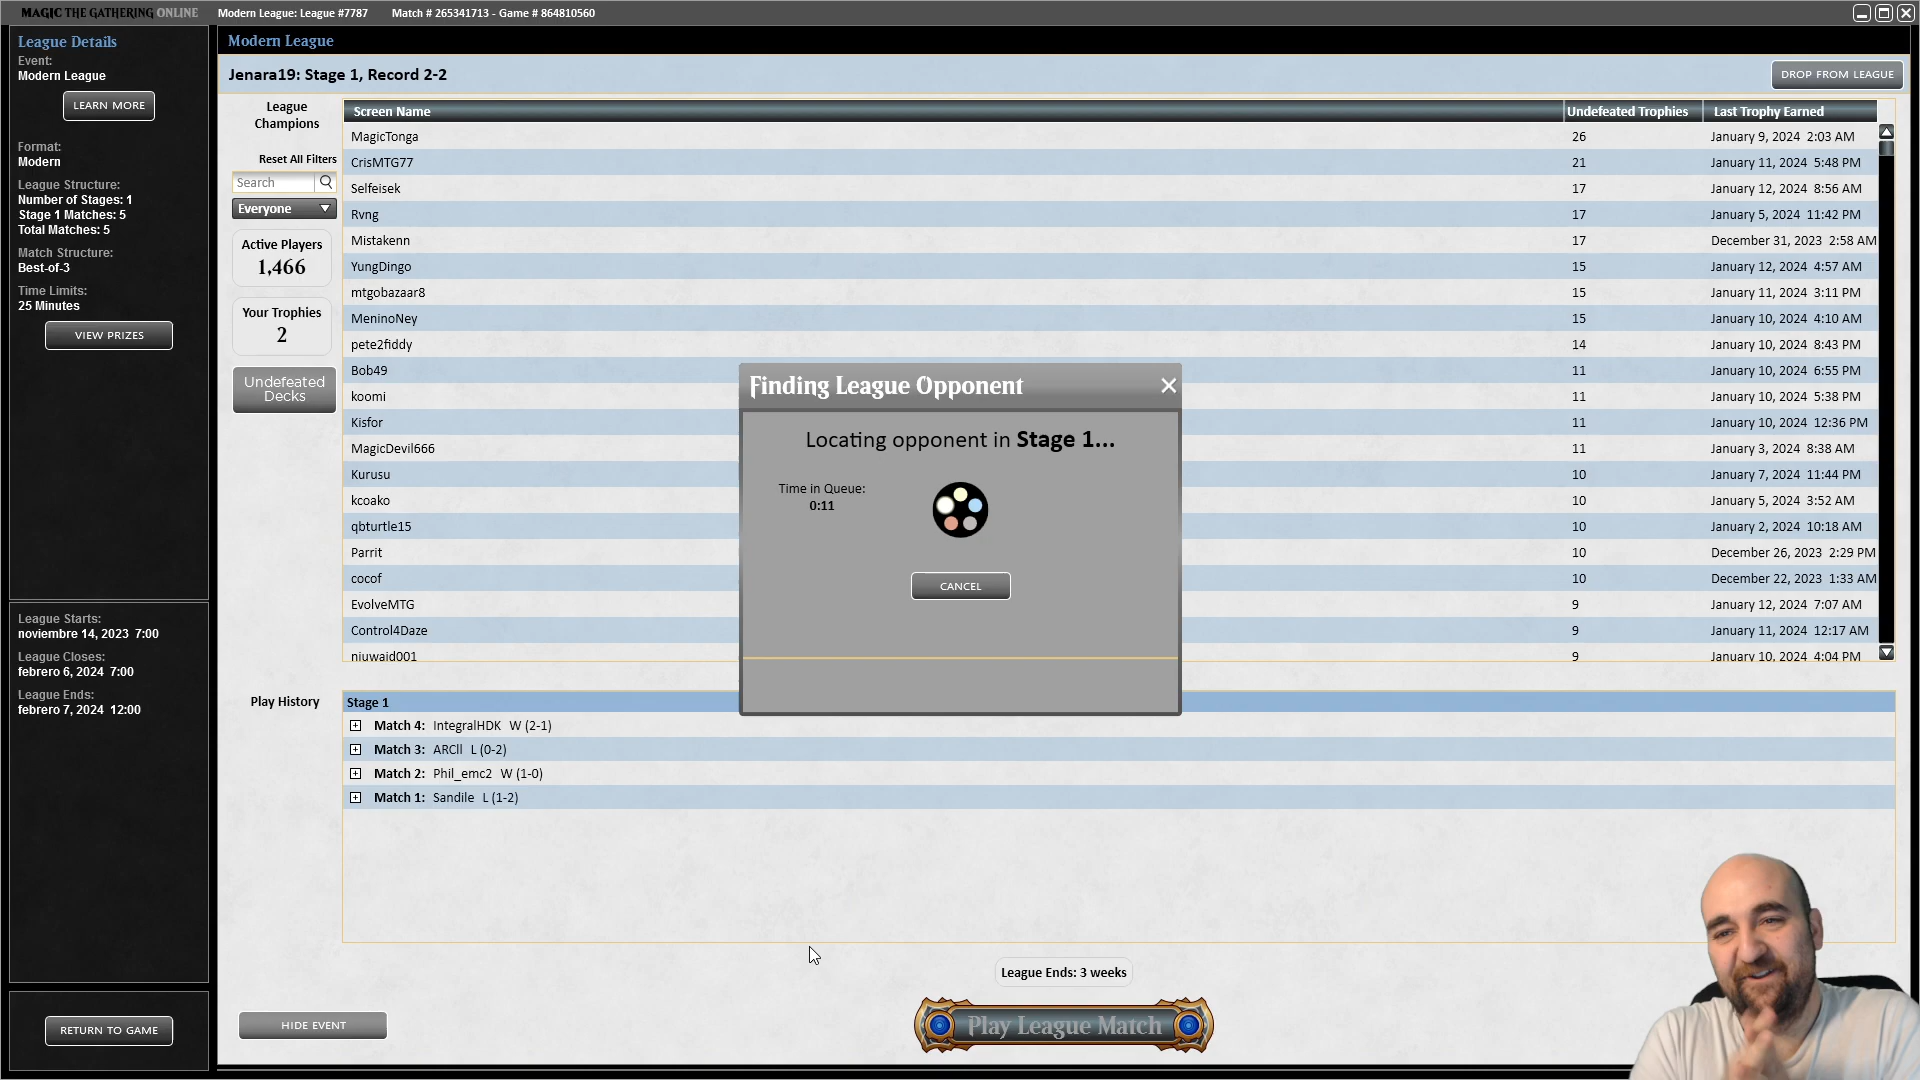 MAGIC THE GATHERING ONLINE Modern League: League #7787 Match # 265341713 - Game # 864810560
League Details
Event:
Modern League
LEARN MORE
Format:
Modern
League Structure:
Number of Stages: 1
Stage 1 Matches: 5
Total Matches: 5
Match Structure:
Best-of-3
Time Limits:
25 Minutes
VIEW PRIZES
League Starts:
noviembre 14, 2023 7:00
League Closes:
febrero 6, 2024 7:00
League Ends:
febrero 7, 2024 12:00
RETURN TO GAME
Modern League
Jenara19: Stage 1, Record 2-2
DROP FROM LEAGUE
League
Champions
Reset All Filters
Search
Everyone
Active Players
1,466
Your Trophies
2
Undefeated
Decks
Screen Name Undefeated Trophies Last Trophy Earned
MagicTonga 26 January 9, 2024 2:03 AM
CrisMTG77 21 January 11, 2024 5:48 PM
Selfeisek 17 January 12, 2024 8:56 AM
Rvng 17 January 5, 2024 11:42 PM
Mistakenn 17 December 31, 2023 2:58 AM
YungDingo 15 January 12, 2024 4:57 AM
mtgobazaar8 15 January 11, 2024 3:11 PM
MeninoNey 15 January 10, 2024 4:10 AM
pete2fiddy 14 January 10, 2024 8:43 PM
Bob49 11 January 10, 2024 6:55 PM
koomi 11 January 10, 2024 5:38 PM
Kisfor 11 January 10, 2024 12:36 PM
MagicDevil666 11 January 3, 2024 8:38 AM
Kurusu 10 January 7, 2024 11:44 PM
kcoako 10 January 5, 2024 3:52 AM
qbturtle15 10 January 2, 2024 10:18 AM
Parrit 10 December 26, 2023 2:29 PM
cocof 10 December 22, 2023 1:33 AM
EvolveMTG 9 January 12, 2024 7:07 AM
Control4Daze 9 January 11, 2024 12:17 AM
niuwaid001 9 January 10, 2024 4:04 PM
Finding League Opponent
Locating opponent in Stage 1...
Time in Queue:
0:11
CANCEL
Play History
Stage 1
Match 4: IntegralHDK W (2-1)
Match 3: ARCll L (0-2)
Match 2: Phil_emc2 W (1-0)
Match 1: Sandile L (1-2)
League Ends: 3 weeks
HIDE EVENT
Play League Match